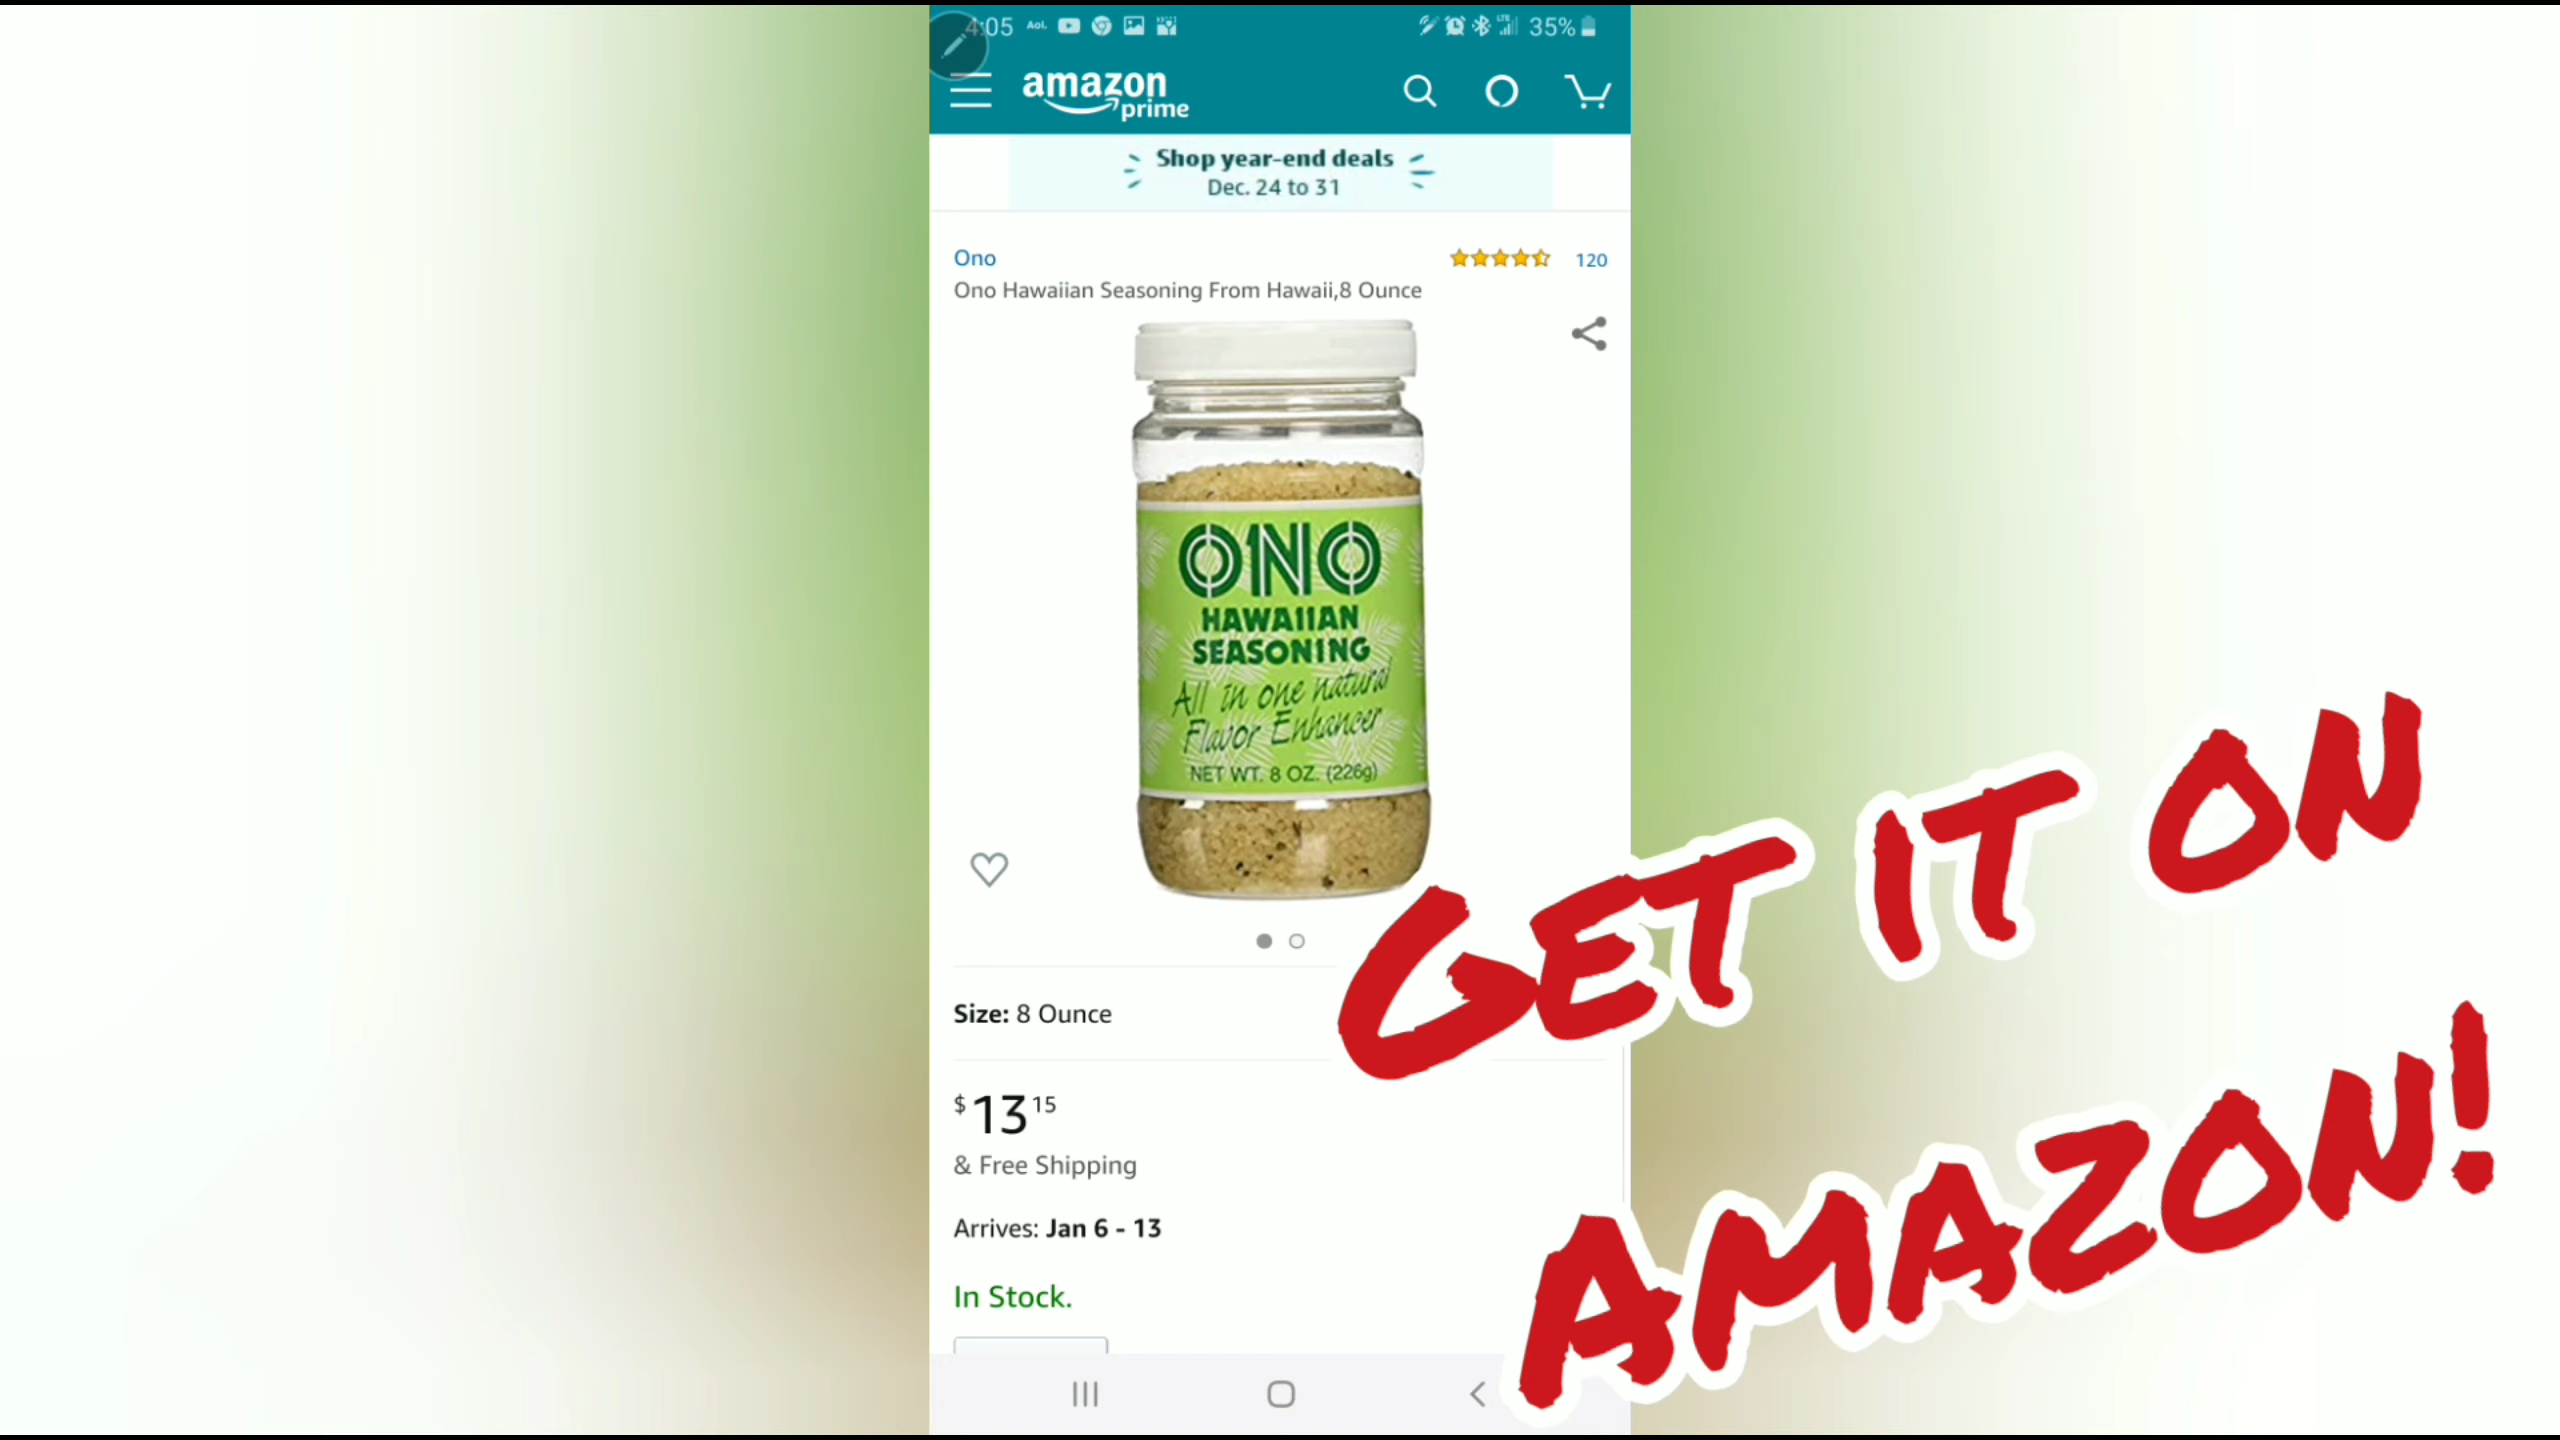 4:05 Aol. LTE 35%
amazon
prime
Shop year-end deals
Dec. 24 to 31
Ono 120
Ono Hawaiian Seasoning From Hawaii,8 Ounce
ONO
HAWAIIAN
SEASONING
All in one natural
Flavor Enhancer
NET WT. 8 OZ. (226g)
Size: 8 Ounce
$13 15
& Free Shipping
Arrives: Jan 6 - 13
In Stock.
GET IT ON
AMAZON!